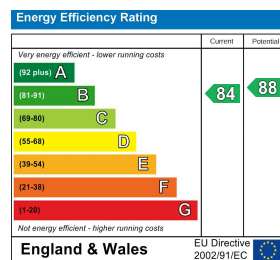 Energy Efficiency Rating
Current Potential
Very energy efficient - lower running costs
(92 plus) A
(81-91) B
84 88
(69-80) C
(55-68) D
(39-54) E
(21-38) F
(1-20) G
Not energy efficient - higher running costs
England & Wales
EU Directive
2002/91/EC